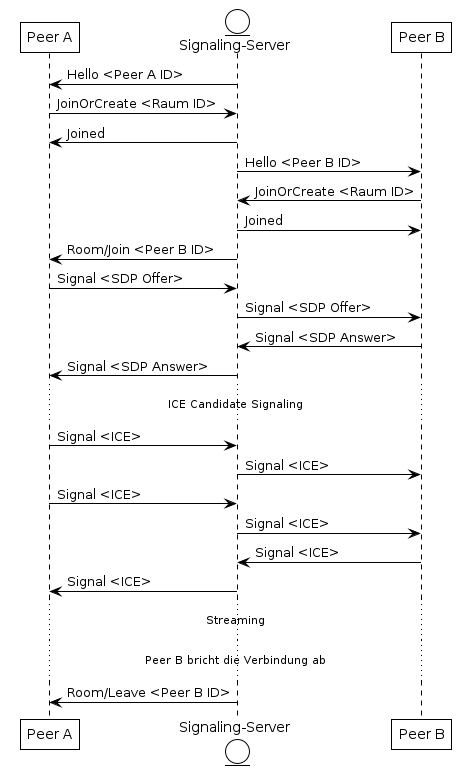 Peer A
Signaling-Server
Peer B
Hello <Peer A ID>
JoinOrCreate <Raum ID>
Joined
Hello <Peer B ID>
JoinOrCreate <Raum ID>
Joined
Room/Join <Peer B ID>
Signal <SDP Offer>
Signal <SDP Offer>
Signal <SDP Answer>
Signal <SDP Answer>
ICE Candidate Signaling
Signal <ICE>
Signal <ICE>
Signal <ICE>
Signal <ICE>
Signal <ICE>
Signal <ICE>
Streaming
Peer B bricht die Verbindung ab
Room/Leave <Peer B ID>
Peer A
Signaling-Server
Peer B